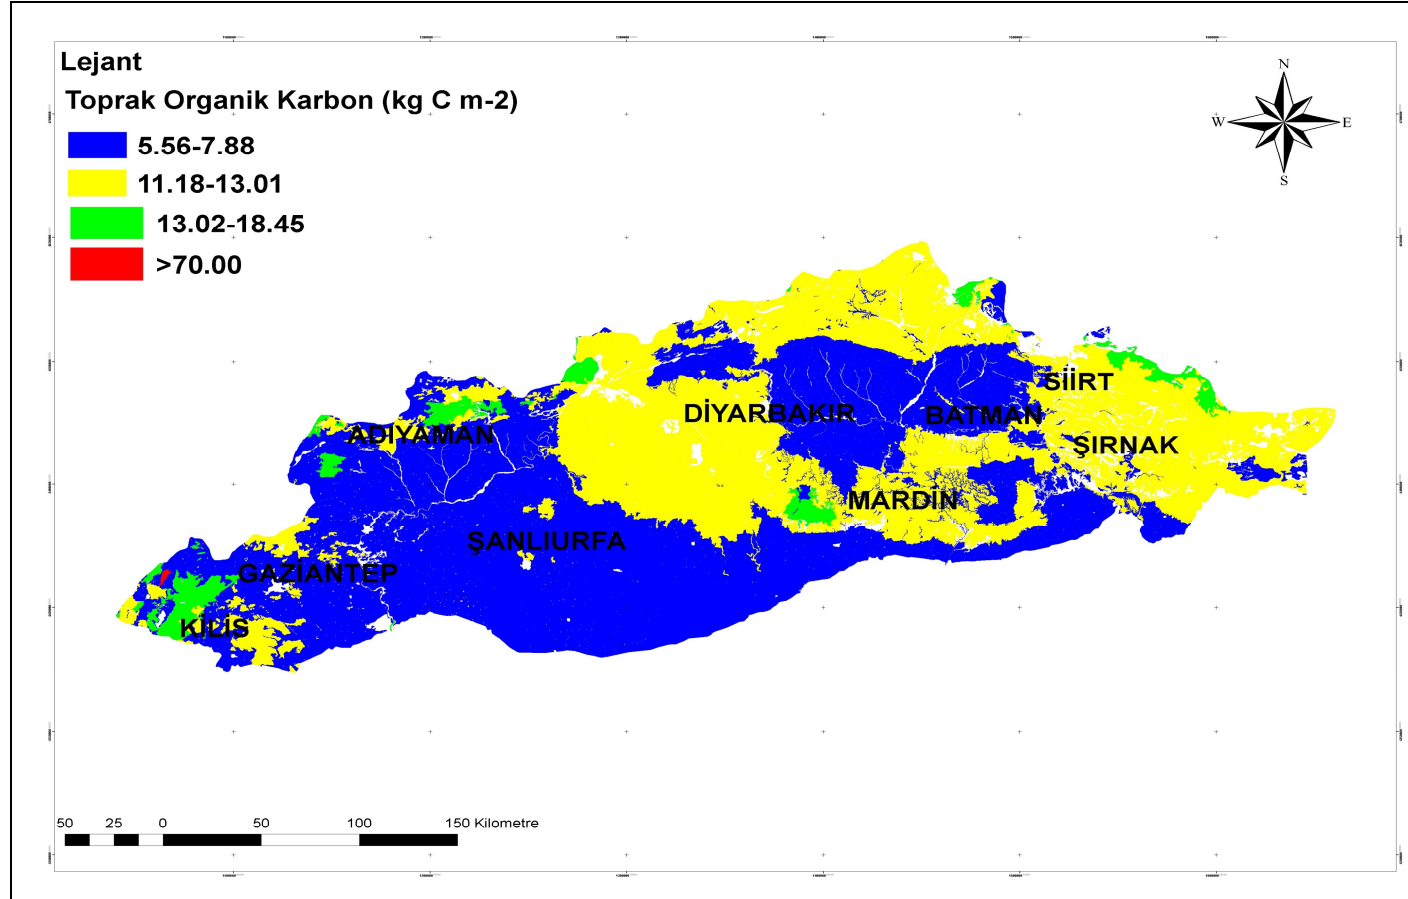 Lejant
Toprak Organik Karbon (kg C m-2)
5.56-7.88
11.18-13.01
13.02-18.45
>70.00
N
W
E
S
SİİRT
DİYARBAKIR
BATMAN
ADIYAMAN
ŞIRNAK
MARDİN
ŞANLIURFA
GAZİANTEP
KİLİS
50 25 0 50 100 150 Kilometre